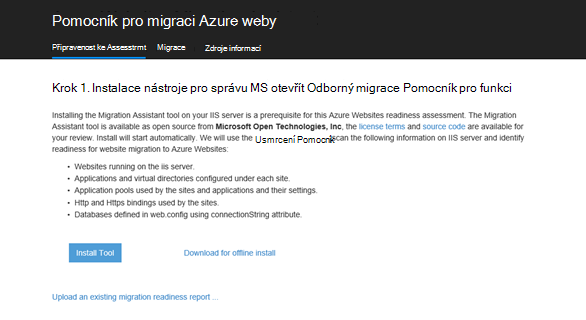 Pomocník pro migraci Azure weby
Připravenost ke Assesstrmt Migrace Zdroje informací
Krok 1. Instalace nástroje pro správu MS otevřít Odborný migrace Pomocník pro funkci
Installing the Migration Assistant tool on your IIS server is a prerequisite for this Azure Websites readiness assessment. The Migration
Assistant tool is available as open source from Microsoft Open Technologies, Inc, the license terms and source code are available for
your review. Install will start automatically. We will use the Usmrcení Pomocník scan the following information on IIS server and identify
readiness for website migration to Azure Websites:
• Websites running on the iis server.
• Applications and virtual directories configured under each site.
• Application pools used by the sites and applications and their settings.
• Http and Https bindings used by the sites.
• Databases defined in web.config using connectionString attribute.
Install Tool Download for offline install
Upload an existing migration readiness report ...